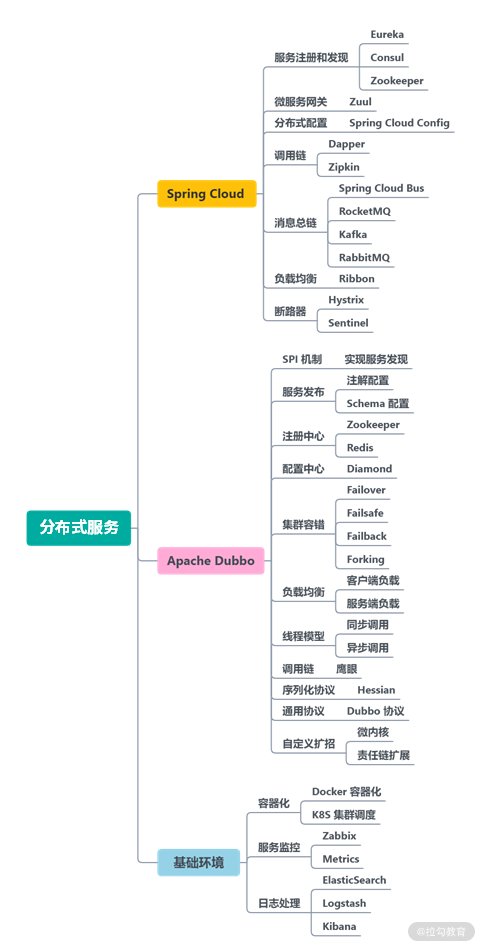 分布式服务
Spring Cloud
服务注册和发现
Eureka
Consul
Zookeeper
微服务网关
Zuul
分布式配置
Spring Cloud Config
调用链
Dapper
Zipkin
消息总链
Spring Cloud Bus
RocketMQ
Kafka
RabbitMQ
负载均衡
Ribbon
断路器
Hystrix
Sentinel
Apache Dubbo
SPI 机制
实现服务发现
服务发布
注解配置
Schema 配置
注册中心
Zookeeper
Redis
配置中心
Diamond
集群容错
Failover
Failsafe
Failback
Forking
负载均衡
客户端负载
服务端负载
线程模型
同步调用
异步调用
调用链
鹰眼
序列化协议
Hessian
通用协议
Dubbo 协议
自定义扩招
微内核
责任链扩展
基础环境
容器化
Docker 容器化
K8S 集群调度
服务监控
Zabbix
Metrics
日志处理
ElasticSearch
Logstash
Kibana
@拉勾教育